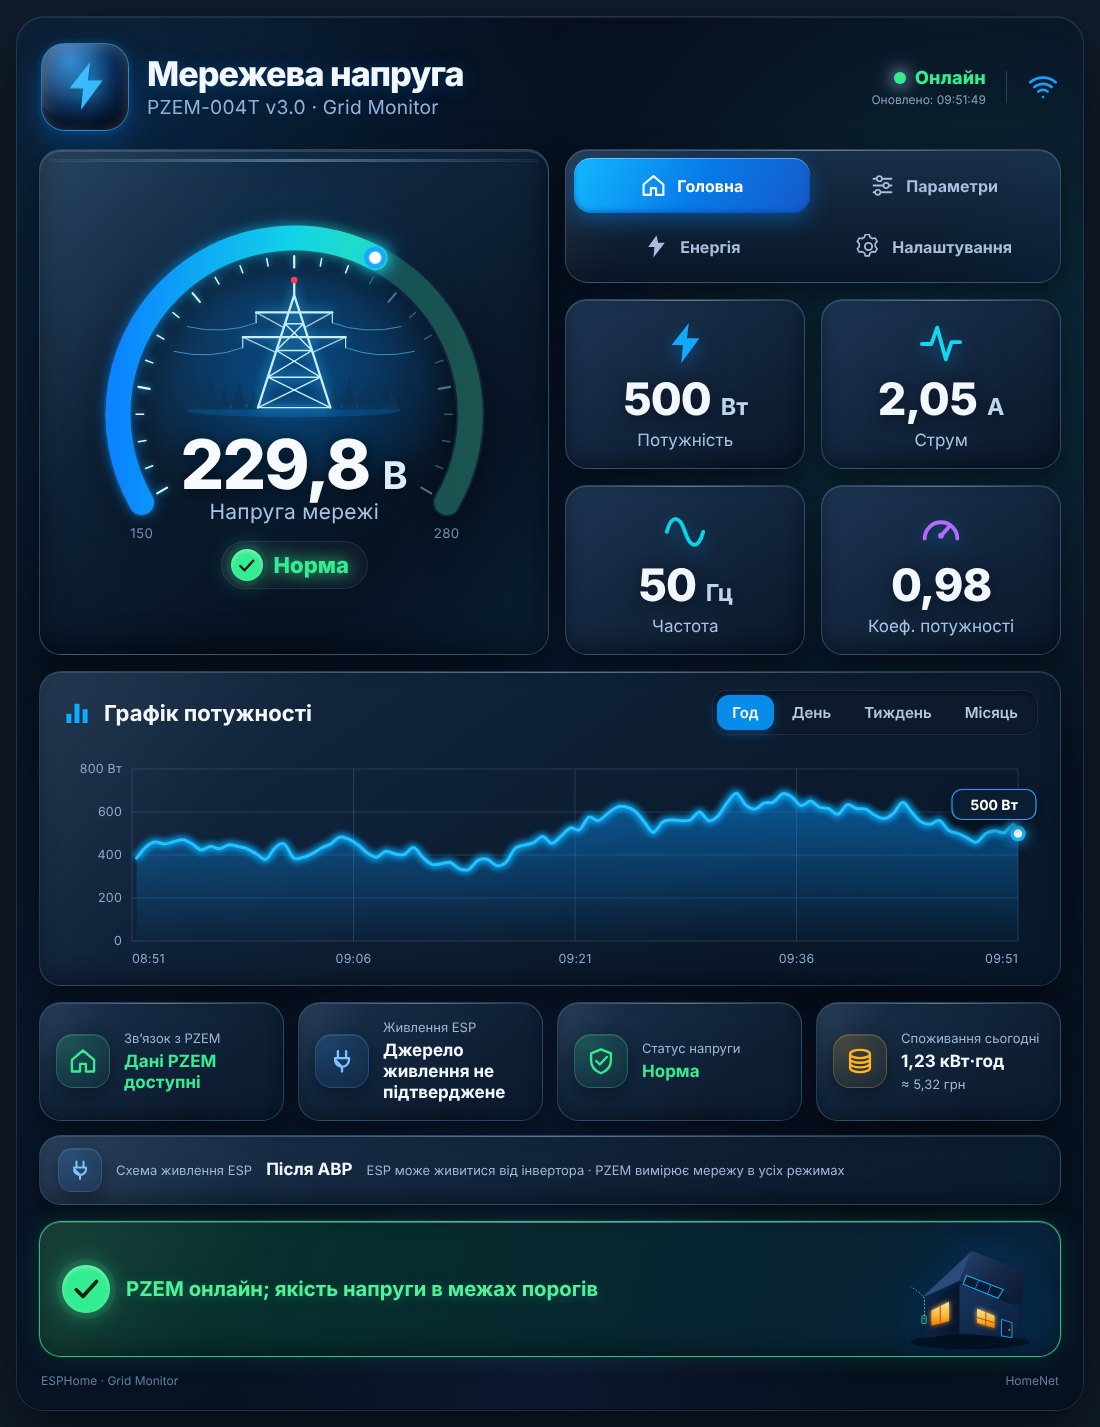 Мережева напруга
PZEM-004T v3.0 · Grid Monitor
Онлайн
Оновлено: 09:51:49
229,8 В
Напруга мережі
150
280
Норма
Головна
Параметри
Енергія
Налаштування
500 Вт
Потужність
2,05 А
Струм
50 Гц
Частота
0,98
Коеф. потужності
Графік потужності
Год
День
Тиждень
Місяць
800 Вт
600
400
200
0
500 Вт
08:51
09:06
09:21
09:36
09:51
Зв'язок з PZEM
Дані PZEM
доступні
Живлення ESP
Джерело
живлення не
підтверджене
Статус напруги
Норма
Споживання сьогодні
1,23 кВт·год
≈ 5,32 грн
Схема живлення ESP Після АВР ESP може живитися від інвертора · PZEM вимірює мережу в усіх режимах
PZEM онлайн; якість напруги в межах порогів
ESPHome · Grid Monitor
HomeNet